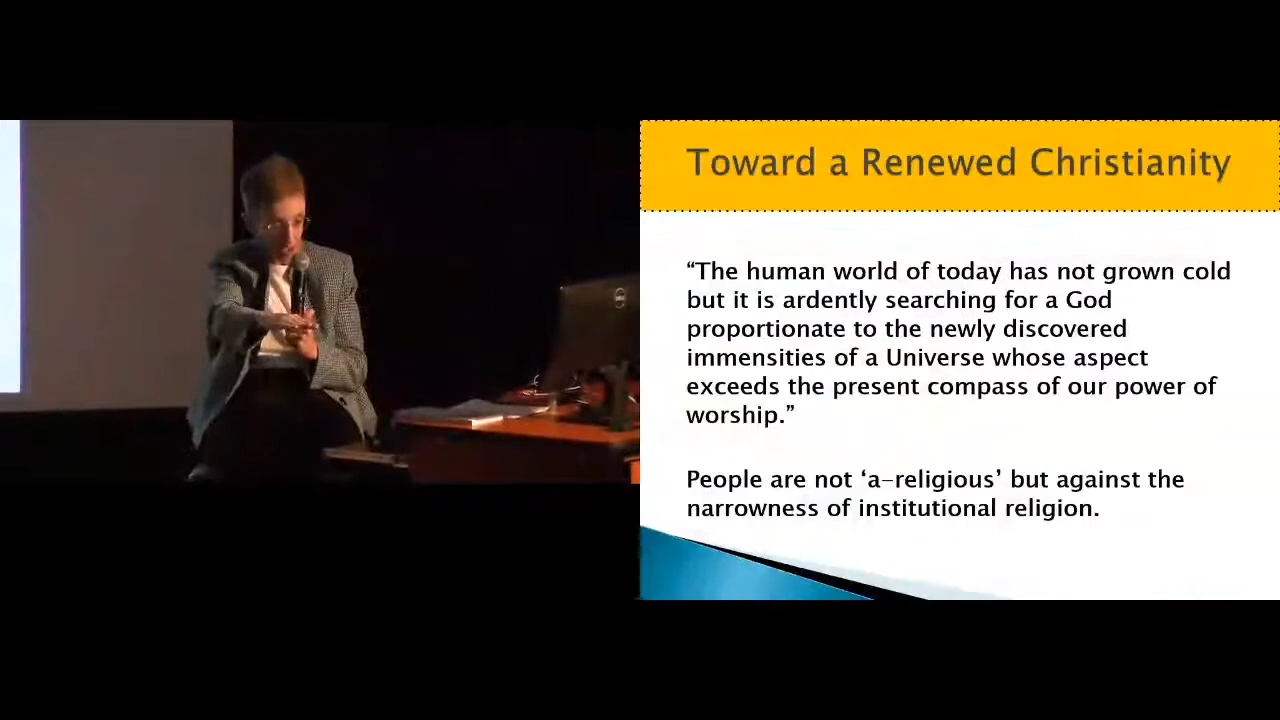 Toward a Renewed Christianity
“The human world of today has not grown cold
but it is ardently searching for a God
proportionate to the newly discovered
immensities of a Universe whose aspect
exceeds the present compass of our power of
worship.”
People are not ‘a-religious’ but against the
narrowness of institutional religion.